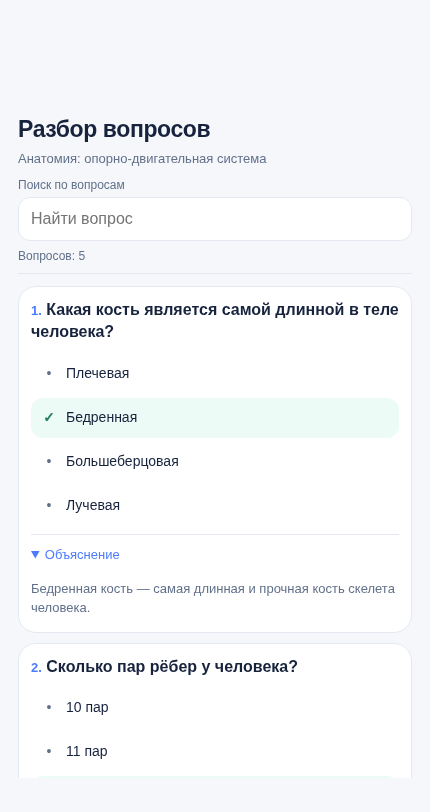 Разбор вопросов
Анатомия: опорно-двигательная система
Поиск по вопросам
Найти вопрос
Вопросов: 5
1. Какая кость является самой длинной в теле
человека?
• Плечевая
✓ Бедренная
• Большеберцовая
• Лучевая
▼ Объяснение
Бедренная кость — самая длинная и прочная кость скелета
человека.
2. Сколько пар рёбер у человека?
• 10 пар
• 11 пар